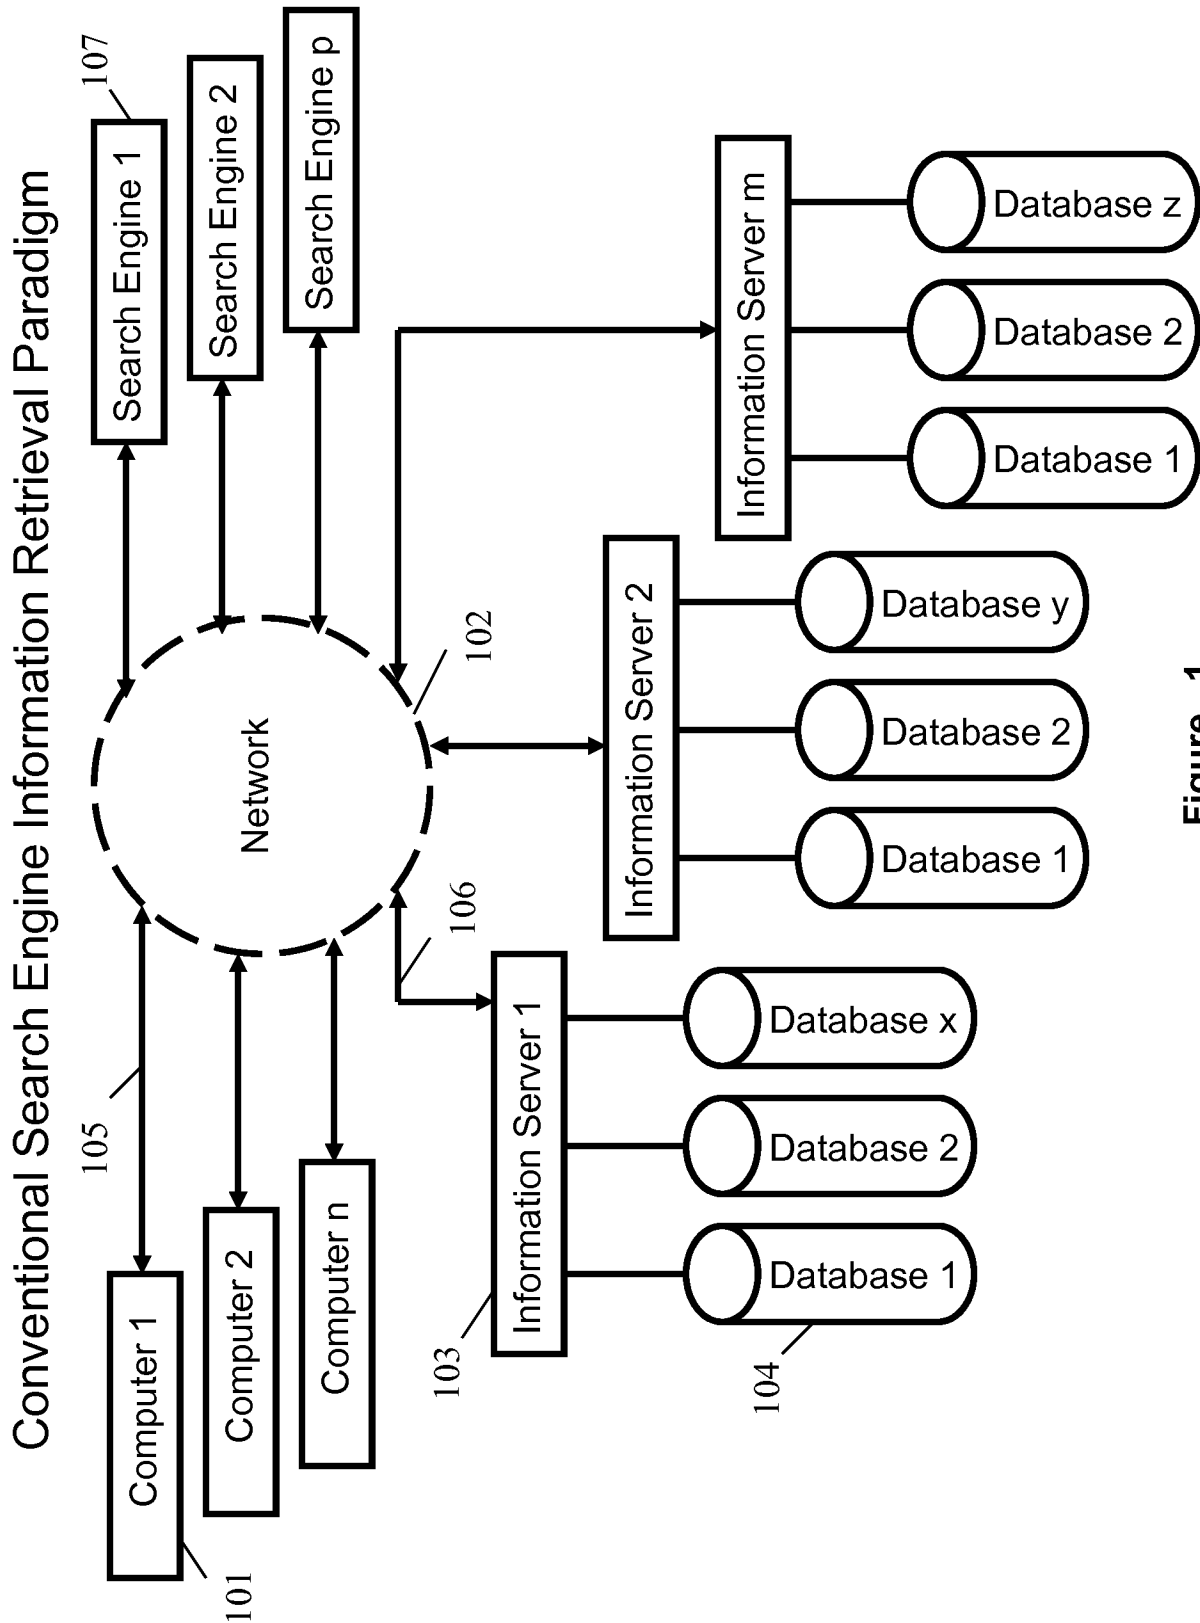 Conventional Search Engine Information Retrieval Paradigm
Computer 1
101
105
Computer 2
Computer n
Network
102
Search Engine 1
107
Search Engine 2
Search Engine p
106
103
Information Server 1
Database 1
Database 2
Database x
104
Information Server 2
Database 1
Database 2
Database y
Information Server m
Database 1
Database 2
Database z
Figure 1